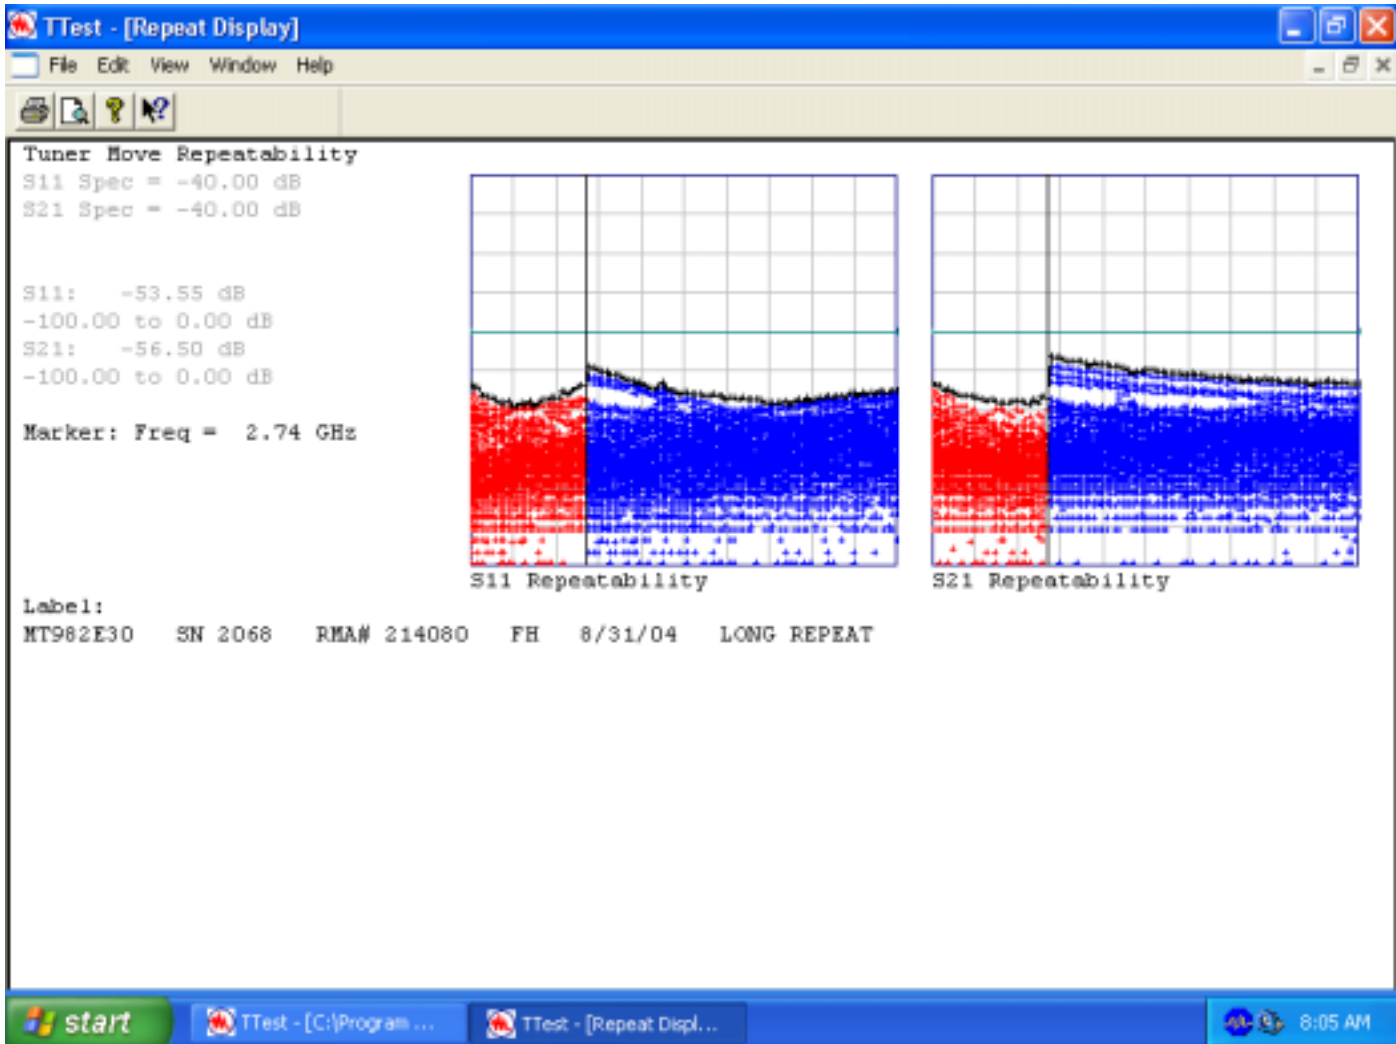 TTest - [Repeat Display]
File Edit View Window Help
Tuner Move Repeatability
S11 Spec = -40.00 dB
S21 Spec = -40.00 dB
S11: -53.55 dB
-100.00 to 0.00 dB
S21: -56.50 dB
-100.00 to 0.00 dB
Marker: Freq = 2.74 GHz
S11 Repeatability
S21 Repeatability
Label:
MT982E30 SN 2068 RMA# 214080 FH 8/31/04 LONG REPEAT
start
TTest - [C:\Program ...
TTest - [Repeat Displ...
8:05 AM